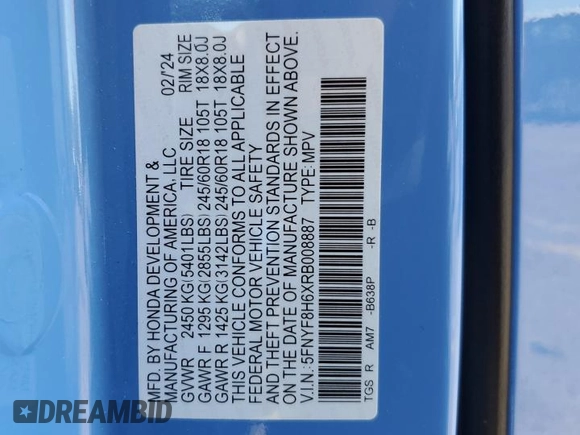 MFD. BY HONDA DEVELOPMENT &
MANUFACTURING OF AMERICA, LLC 02/24
GVWR 2450 KG(5401LBS) TIRE SIZE RIM SIZE
GAWR F 1295 KG(2855LBS) 245/60R18 105T 18X8.0J
GAWR R 1425 KG(3142LBS) 245/60R18 105T 18X8.0J
THIS VEHICLE CONFORMS TO ALL APPLICABLE
FEDERAL MOTOR VEHICLE SAFETY
AND THEFT PREVENTION STANDARDS IN EFFECT
ON THE DATE OF MANUFACTURE SHOWN ABOVE.
V.I.N.: 5FNYF8H6XRB008887 TYPE:MPV
TGS R AM7 -B638P -R -B
DREAMBID